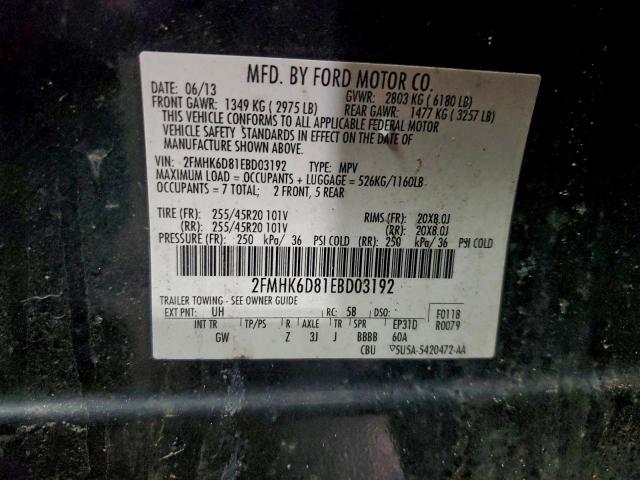 MFD. BY FORD MOTOR CO.
DATE: 06/13 GVWR: 2803 KG ( 6180 LB)
FRONT GAWR: 1349 KG ( 2975 LB) REAR GAWR: 1477 KG ( 3257 LB)
THIS VEHICLE CONFORMS TO ALL APPLICABLE FEDERAL MOTOR
VEHICLE SAFETY STANDARDS IN EFFECT ON THE DATE OF
MANUFACTURE SHOWN ABOVE.
VIN: 2FMHK6D81EBD03192 TYPE: MPV
MAXIMUM LOAD = OCCUPANTS + LUGGAGE = 526KG/1160LB
OCCUPANTS = 7 TOTAL; 2 FRONT, 5 REAR
TIRE (FR): 255/45R20 101V RIMS (FR): 20X8.0J
(RR): 255/45R20 101V (RR): 20X8.0J
PRESSURE (FR): 250 kPa/ 36 PSI COLD (RR): 250 kPa/ 36 PSI COLD
2FMHK6D81EBD03192
TRAILER TOWING - SEE OWNER GUIDE
EXT PNT: UH RC: 58 DSO: F0118
R0079
INT TR TP/PS R AXLE TR SPR EP31D
GW Z 3J J BBBB 60A
CBU ▽5USA-5420472-AA